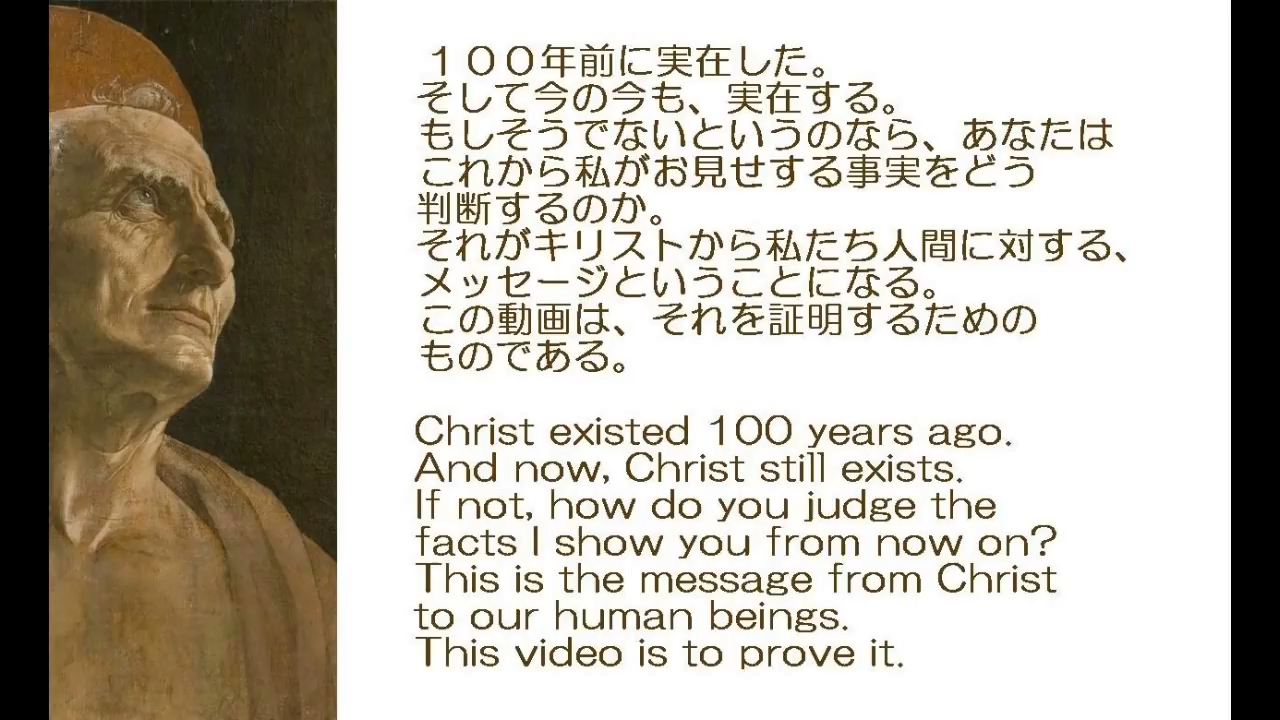 １００年前に実在した。
そして今の今も、実在する。
もしそうでないというのなら、あなたは
これから私がお見せする事実をどう
判断するのか。
それがキリストから私たち人間に対する、
メッセージということになる。
この動画は、それを証明するための
ものである。
Christ existed 100 years ago.
And now, Christ still exists.
If not, how do you judge the
facts I show you from now on?
This is the message from Christ
to our human beings.
This video is to prove it.